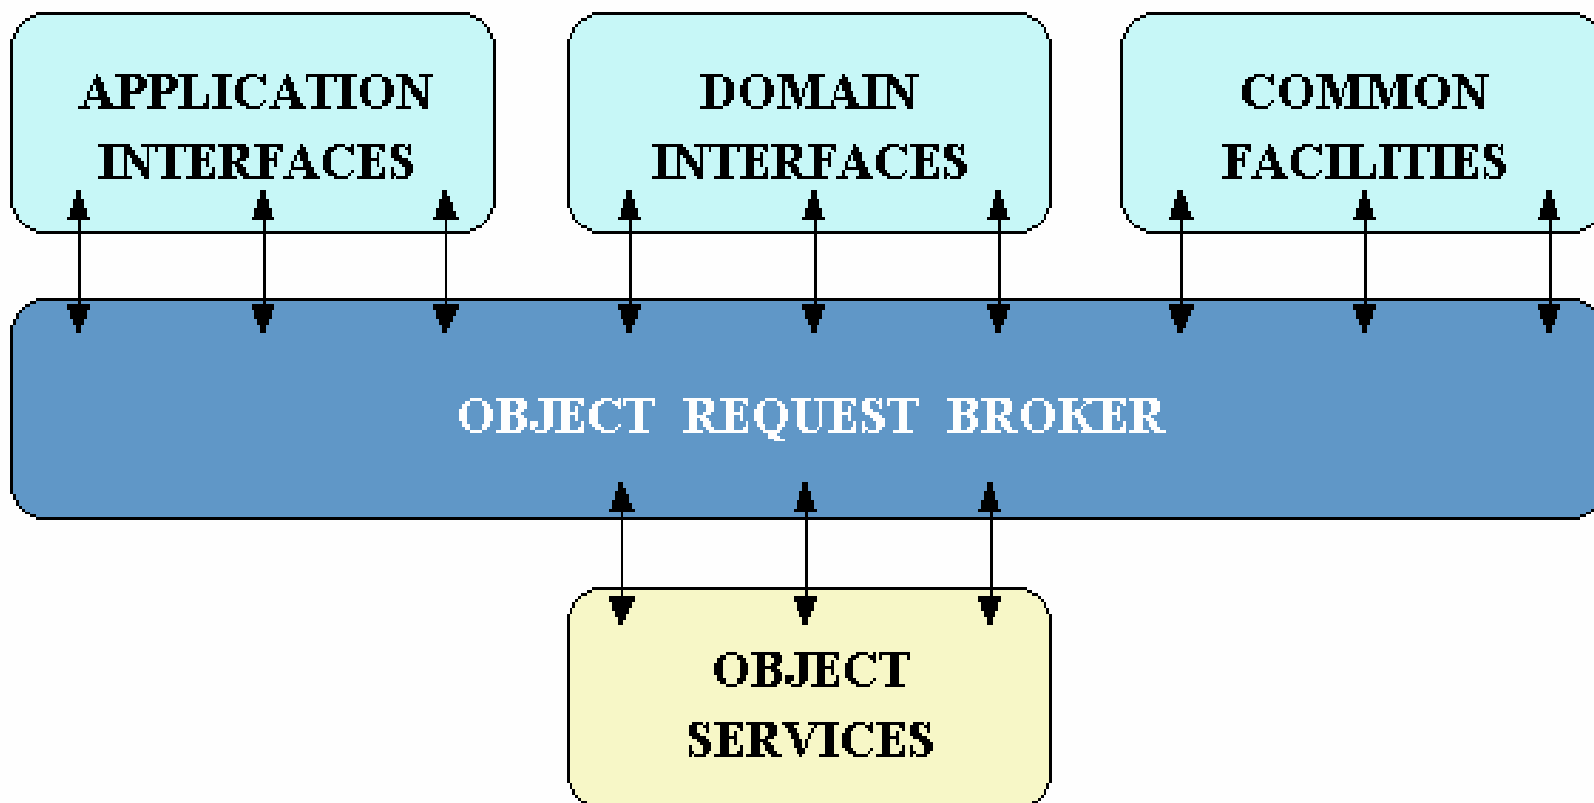 APPLICATION
INTERFACES
DOMAIN
INTERFACES
COMMON
FACILITIES
OBJECT REQUEST BROKER
OBJECT
SERVICES